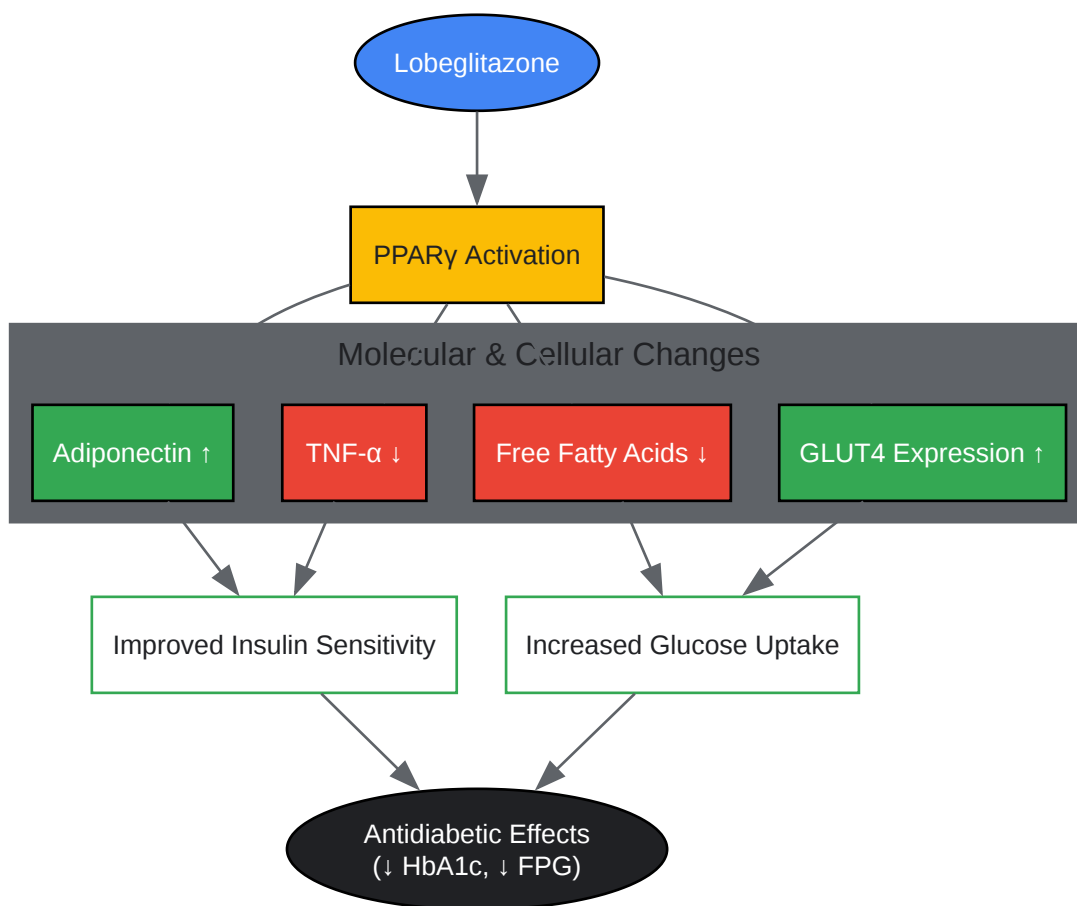 Lobeglitazone
PPARγ Activation
Molecular & Cellular Changes
Adiponectin ↑
TNF-α ↓
Free Fatty Acids ↓
GLUT4 Expression ↑
Improved Insulin Sensitivity
Increased Glucose Uptake
Antidiabetic Effects
(↓ HbA1c, ↓ FPG)